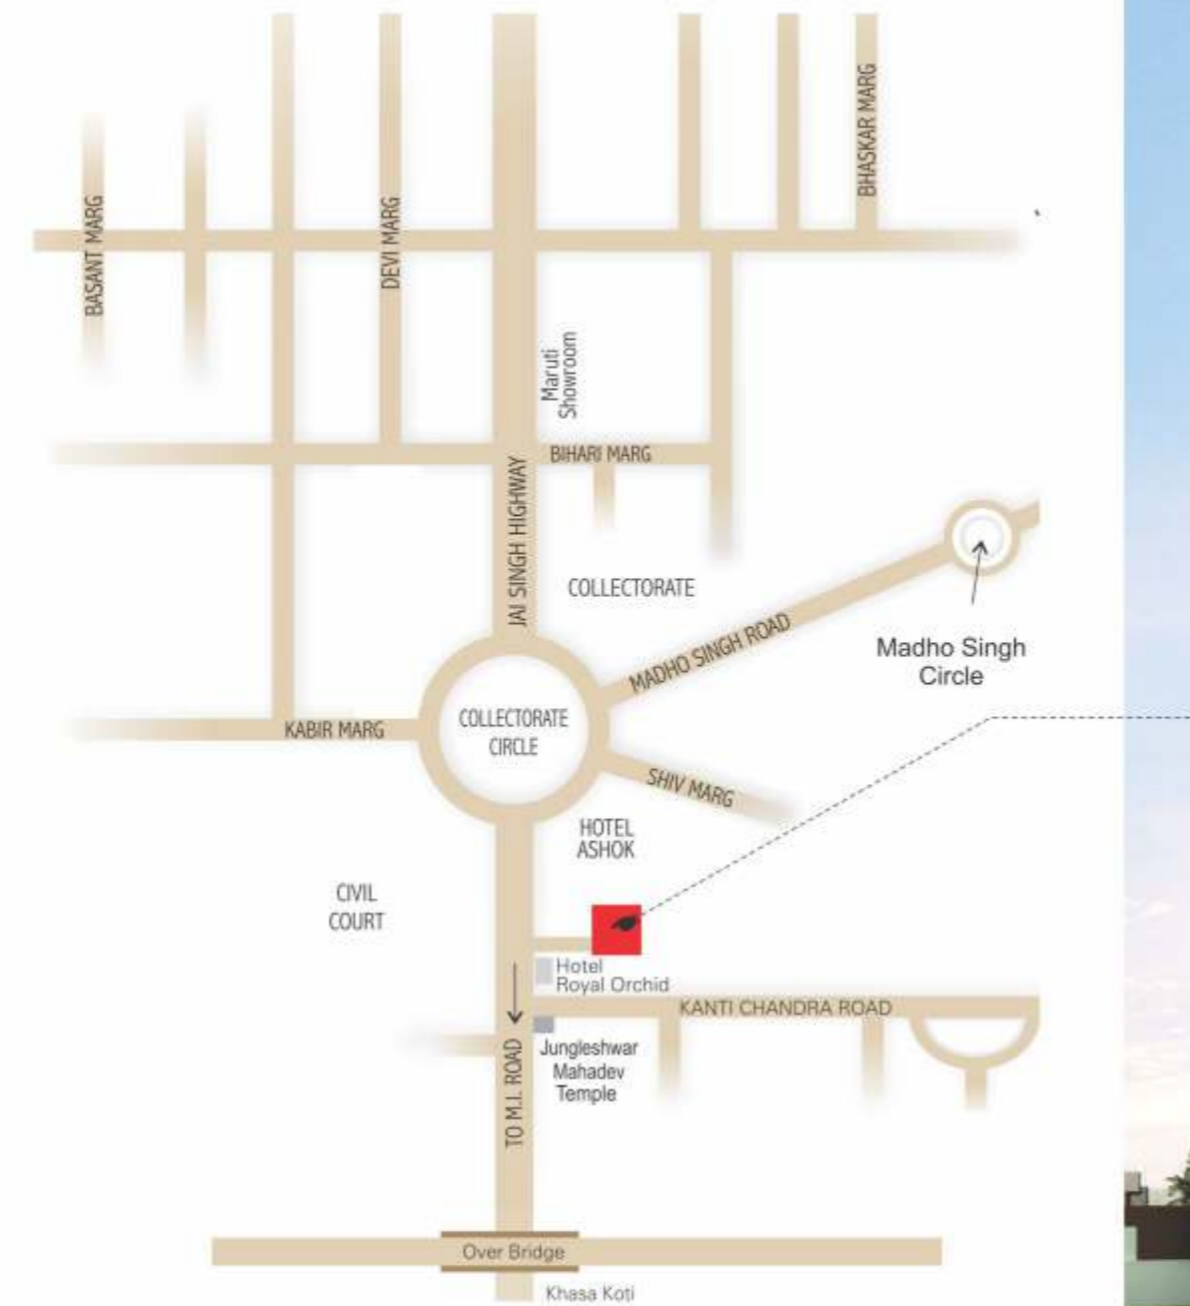 BHASKAR MARG
BASANT MARG
DEVI MARG
Maruti
Showroom
BIHARI MARG
JAI SINGH HIGHWAY
COLLECTORATE
MADHO SINGH ROAD
Madho Singh
Circle
COLLECTORATE
CIRCLE
KABIR MARG
SHIV MARG
HOTEL
ASHOK
CIVIL
COURT
Hotel
Royal Orchid
KANTI CHANDRA ROAD
TO M.I. ROAD
Jungleshwar
Mahadev
Temple
Over Bridge
Khasa Koti